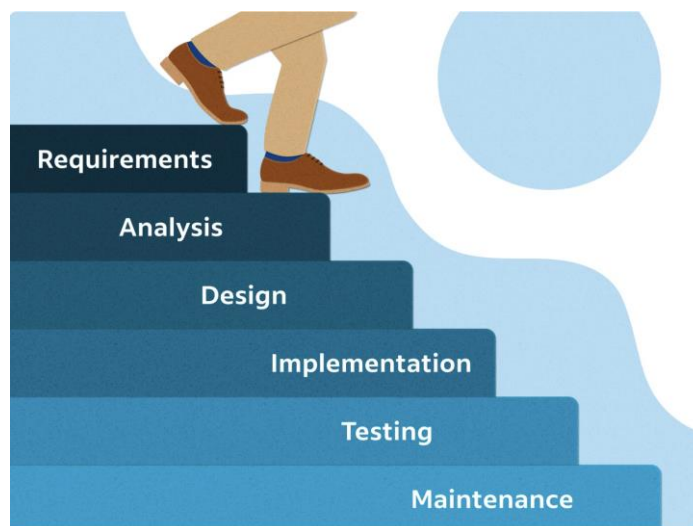 Requirements
Analysis
Design
Implementation
Testing
Maintenance